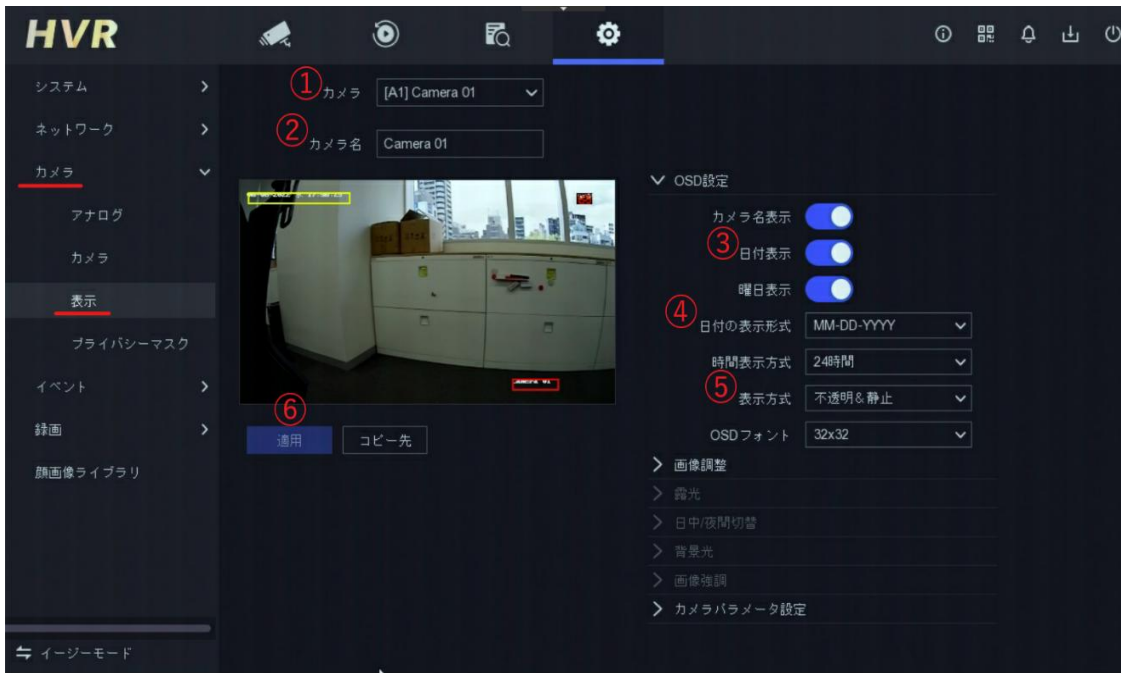 HVR
システム
ネットワーク
カメラ
アナログ
カメラ
表示
プライバシーマスク
イベント
録画
顔画像ライブラリ
イージーモード
① カメラ [A1] Camera 01
② カメラ名 Camera 01
⑥
適用 コピー先
OSD設定
カメラ名表示
③ 日付表示
曜日表示
④ 日付の表示形式 MM-DD-YYYY
時間表示方式 24時間
⑤ 表示方式 不透明&静止
OSDフォント 32x32
画像調整
露光
日中/夜間切替
背景光
画像強調
カメラパラメータ設定